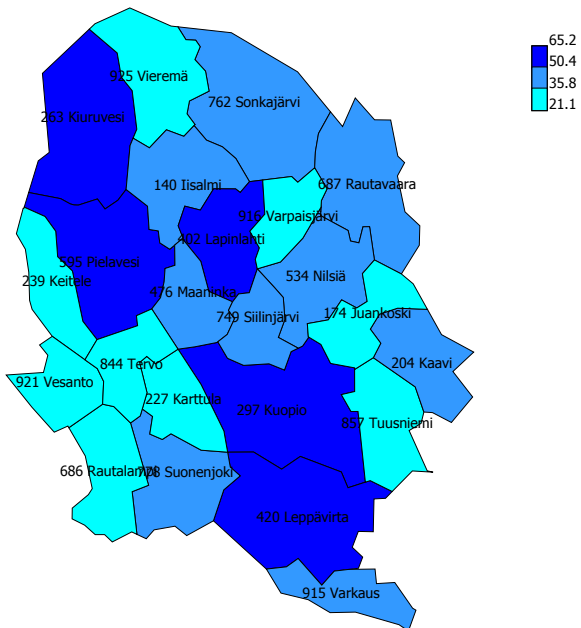 65.2
50.4
35.8
21.1
925 Vieremä
762 Sonkajärvi
263 Kiuruvesi
140 Iisalmi
687 Rautavaara
916 Varpaisjärvi
402 Lapinlahti
595 Pielavesi
239 Keitele
534 Nilsiä
476 Maaninka
749 Siilinjärvi
174 Juankoski
844 Tervo
204 Kaavi
921 Vesanto
227 Karttula
297 Kuopio
857 Tuusniemi
686 Rautalampi
778 Suonenjoki
420 Leppävirta
915 Varkaus